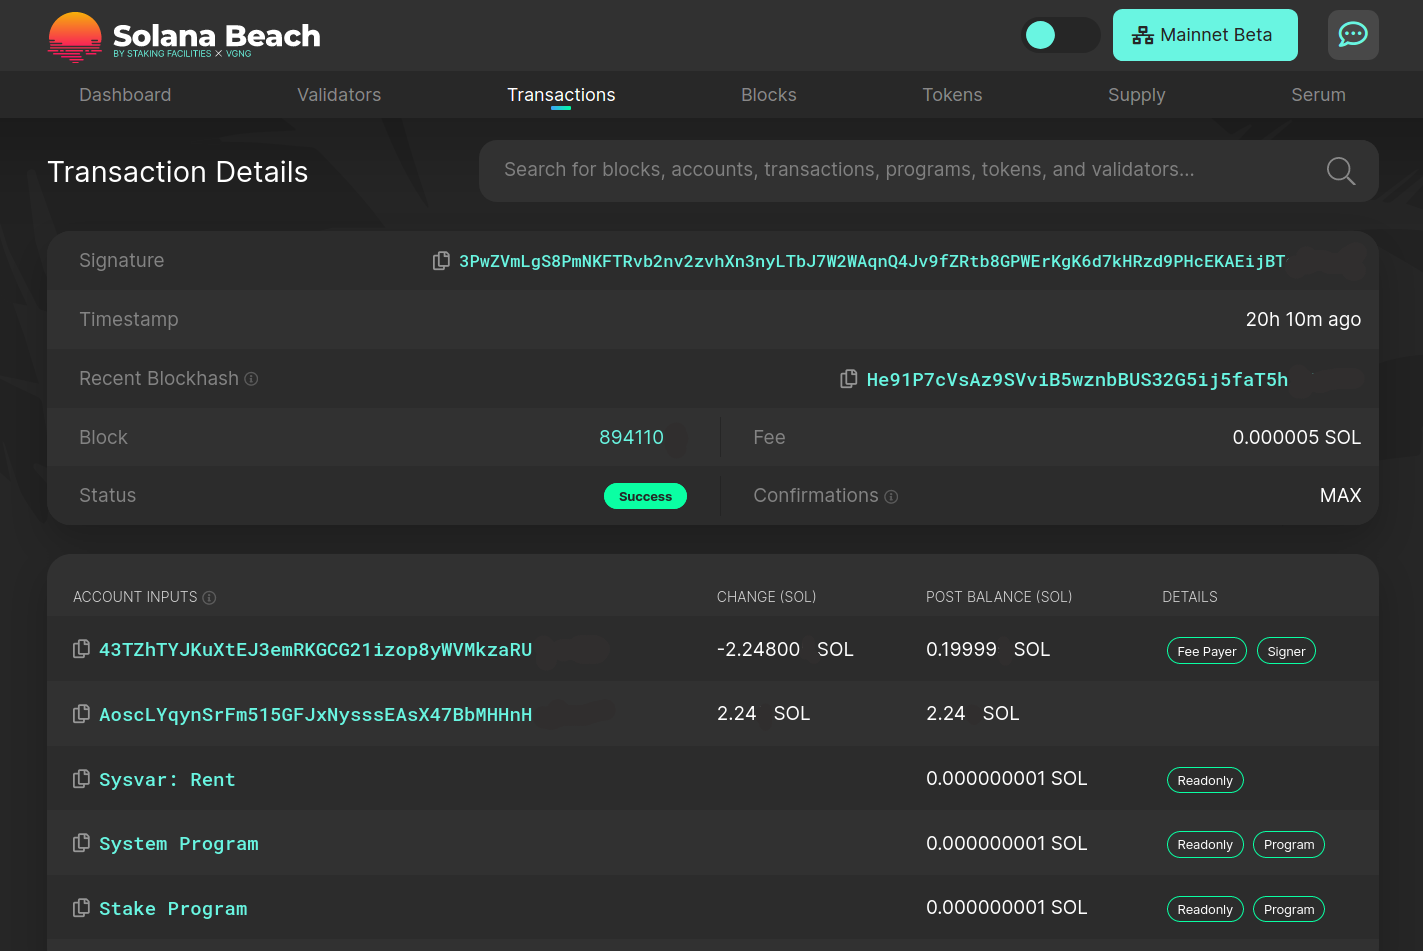 Solana Beach
BY STAKING FACILITIES × VGNG
Mainnet Beta
Dashboard Validators Transactions Blocks Tokens Supply Serum
Transaction Details
Search for blocks, accounts, transactions, programs, tokens, and validators...
Signature 3PwZVmLgS8PmNKFTRvb2nv2zvhXn3nyLTbJ7W2WAqnQ4Jv9fZRtb8GPWErKgK6d7kHRzd9PHcEKAEijBT
Timestamp 20h 10m ago
Recent Blockhash He91P7cVsAz9SVviB5wznbBUS32G5ij5faT5h
Block 894110 Fee 0.000005 SOL
Status Success Confirmations MAX
ACCOUNT INPUTS CHANGE (SOL) POST BALANCE (SOL) DETAILS
43TZhTYJKuXtEJ3emRKGCG21izop8yWVMkzaRU -2.24800 SOL 0.19999 SOL Fee Payer Signer
AoscLYqynSrFm515GFJxNysssEAsX47BbMHHnH 2.24 SOL 2.24 SOL
Sysvar: Rent 0.000000001 SOL Readonly
System Program 0.000000001 SOL Readonly Program
Stake Program 0.000000001 SOL Readonly Program